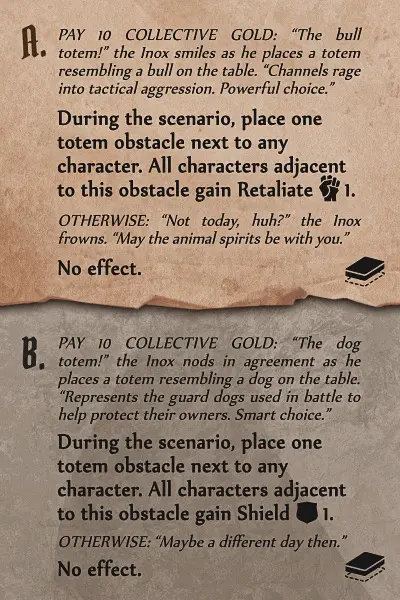 A.
PAY 10 COLLECTIVE GOLD: “The bull
totem!” the Inox smiles as he places a totem
resembling a bull on the table. “Channels rage
into tactical aggression. Powerful choice.”
During the scenario, place one
totem obstacle next to any
character. All characters adjacent
to this obstacle gain Retaliate 1.
OTHERWISE: “Not today, huh?” the Inox
frowns. “May the animal spirits be with you.”
No effect.
B.
PAY 10 COLLECTIVE GOLD: “The dog
totem!” the Inox nods in agreement as he
places a totem resembling a dog on the table.
“Represents the guard dogs used in battle to
help protect their owners. Smart choice.”
During the scenario, place one
totem obstacle next to any
character. All characters adjacent
to this obstacle gain Shield 1.
OTHERWISE: “Maybe a different day then.”
No effect.